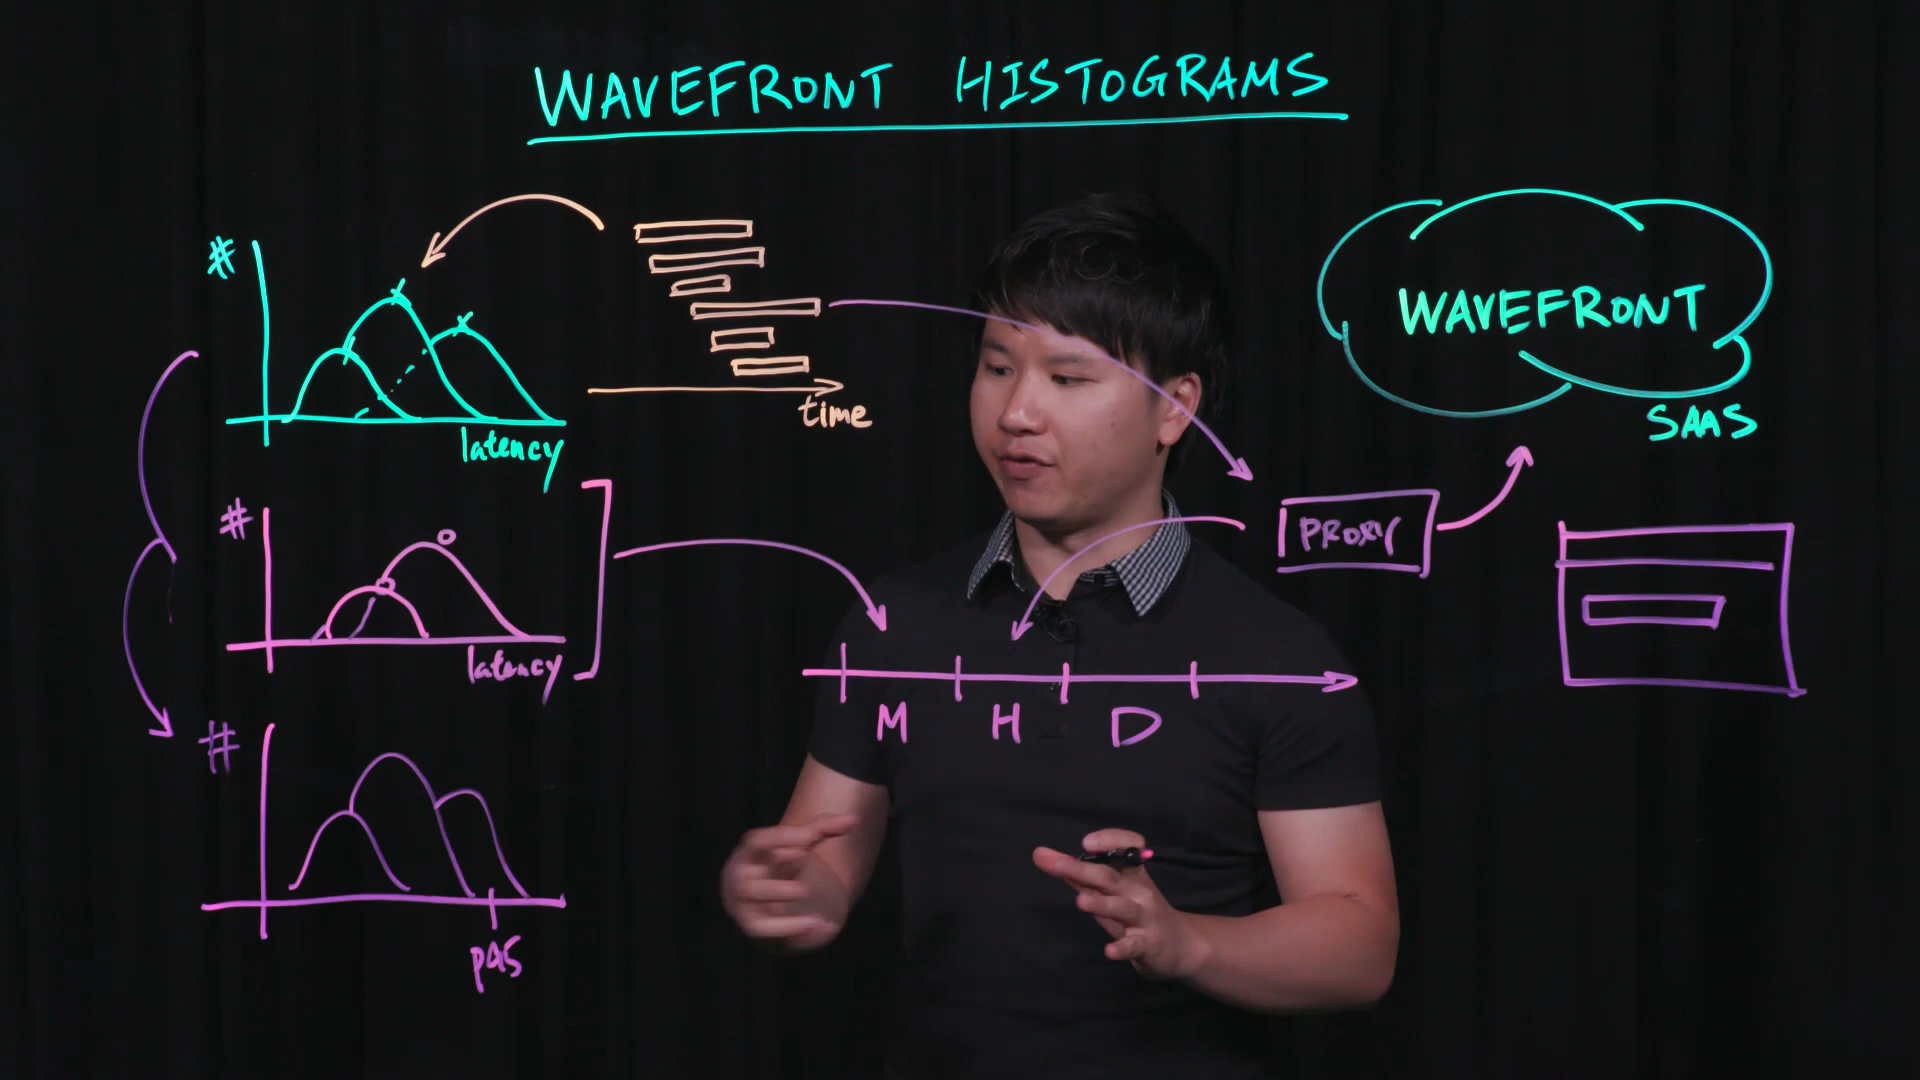 WAVEFRONT HISTOGRAMS
#
latency
time
WAVEFRONT
SAAS
#
latency
PROXY
M H D
#
p95